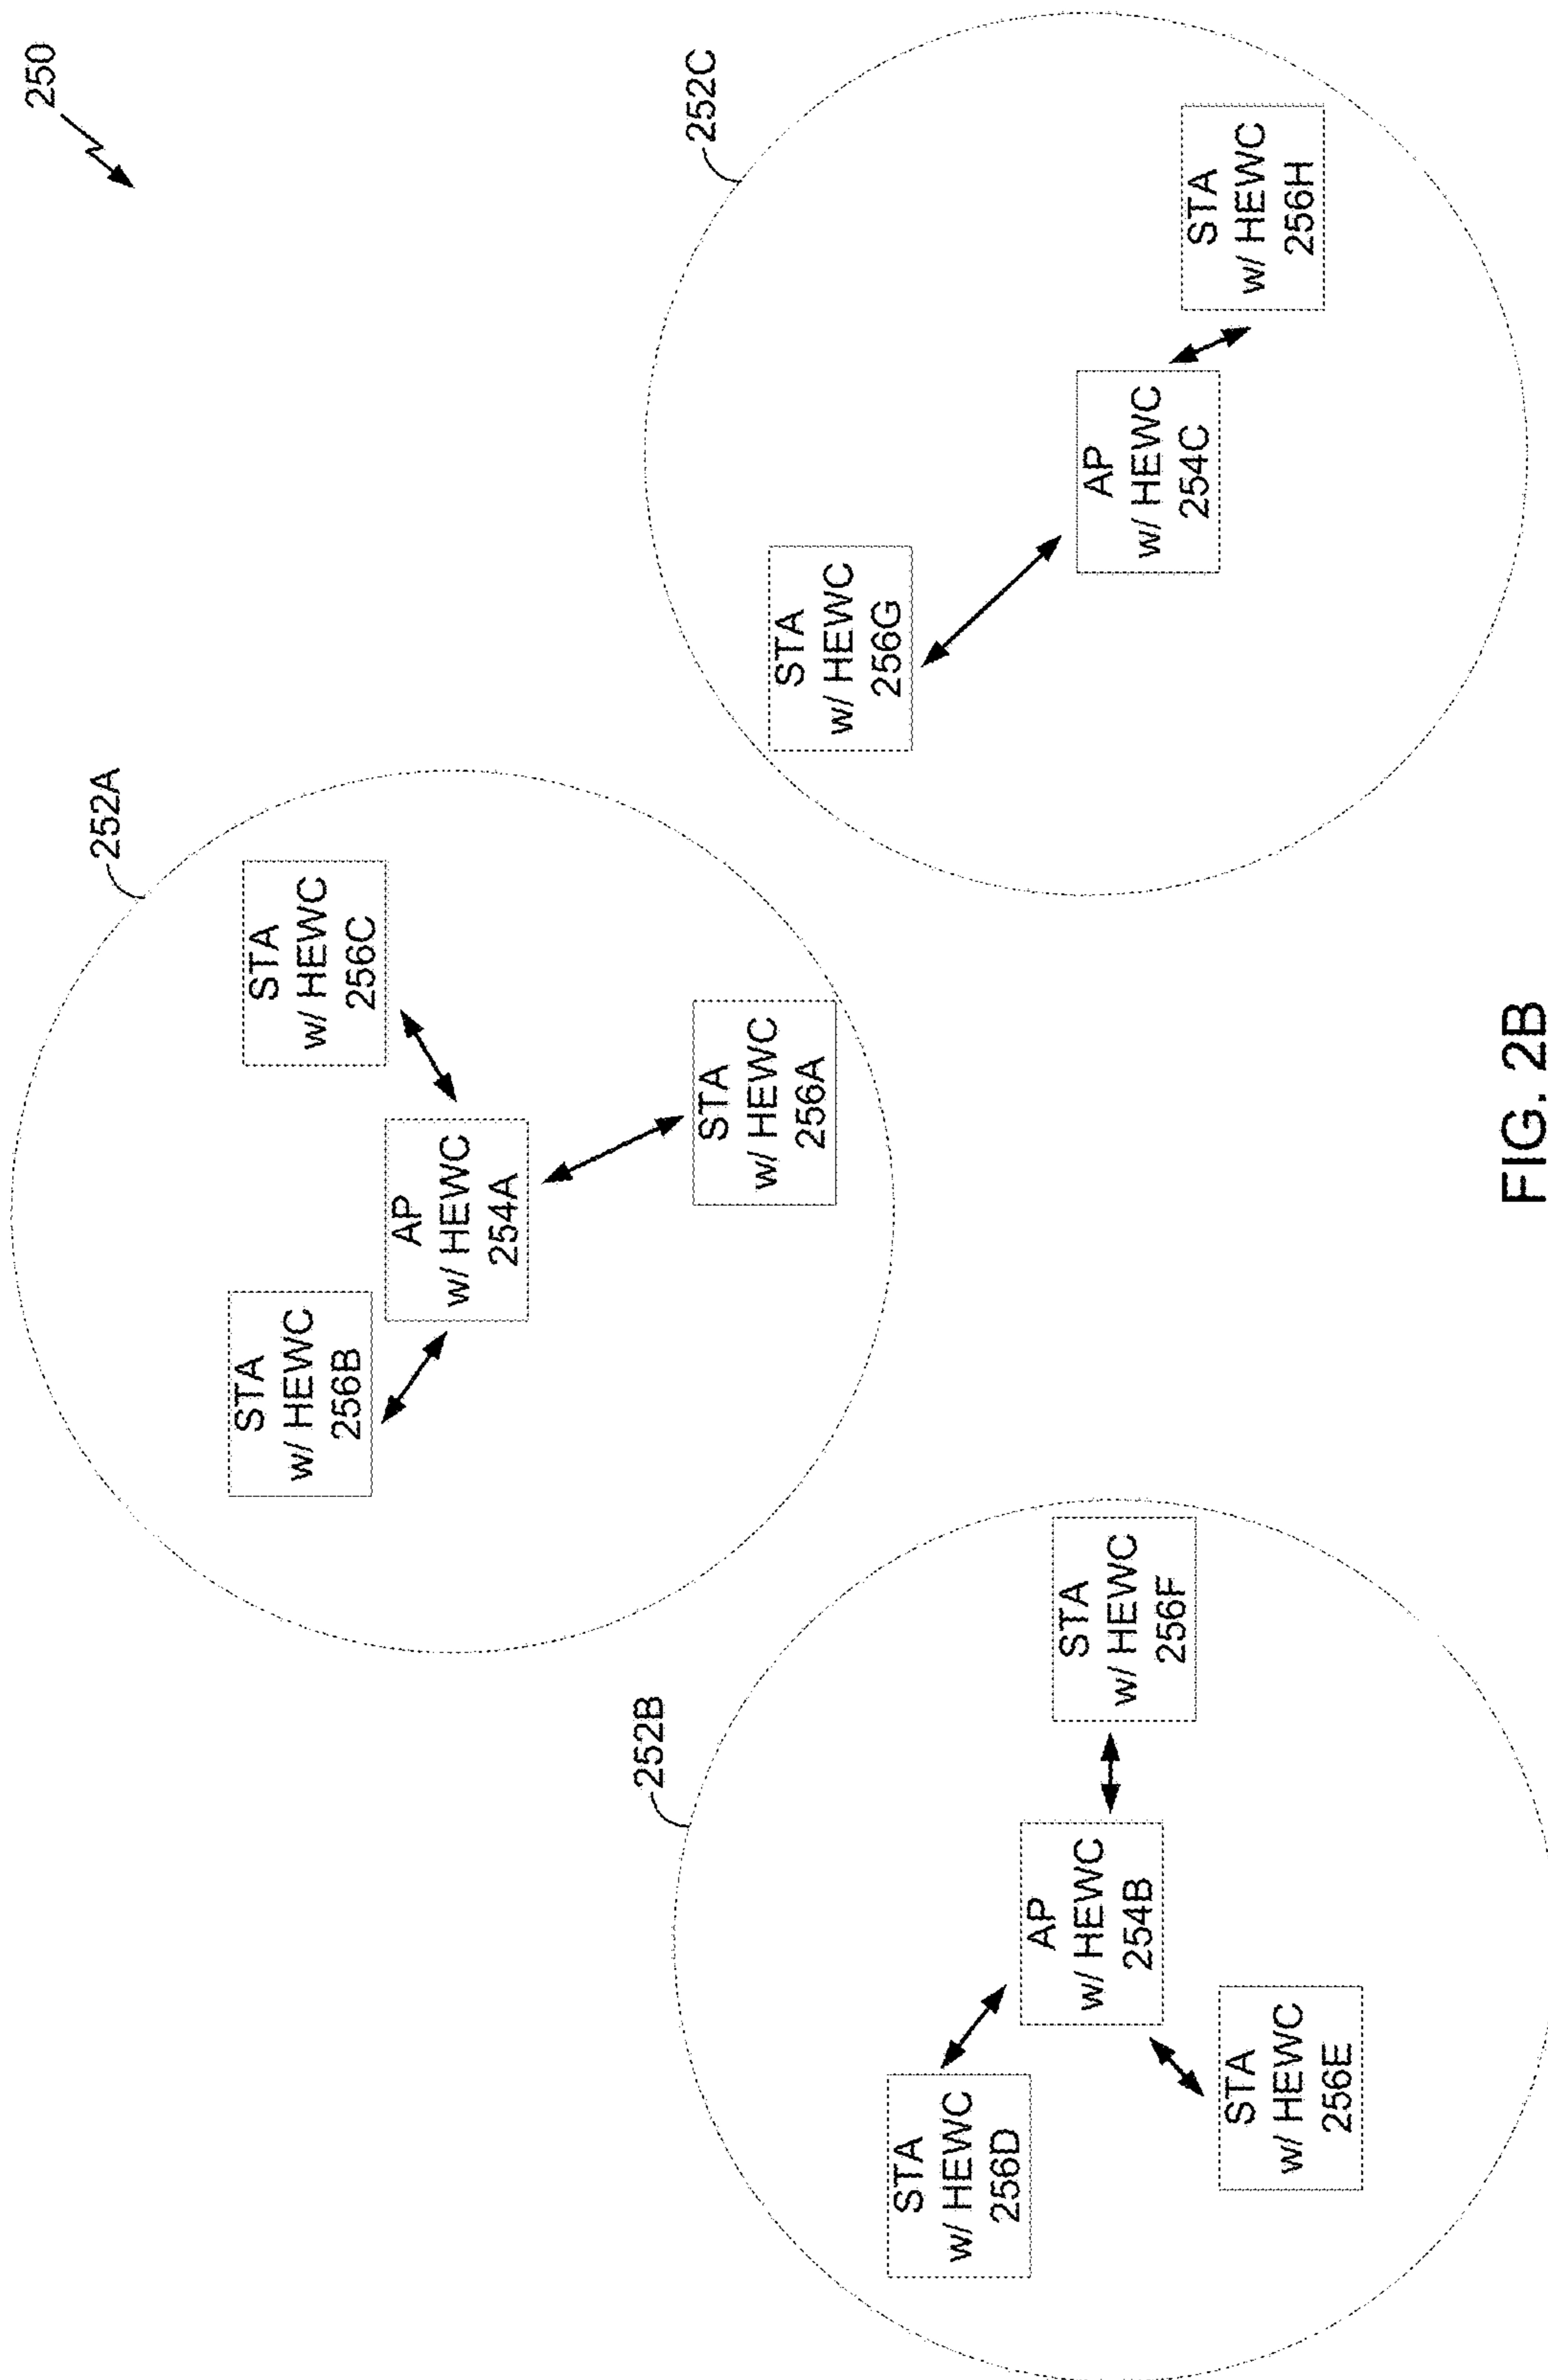 250
252A
STA
w/ HEWC
256B
STA
w/ HEWC
256C
AP
w/ HEWC
254A
STA
w/ HEWC
256A
252B
STA
w/ HEWC
256D
AP
w/ HEWC
254B
STA
w/ HEWC
256F
STA
w/ HEWC
256E
252C
STA
w/ HEWC
256G
AP
w/ HEWC
254C
STA
w/ HEWC
256H
FIG. 2B